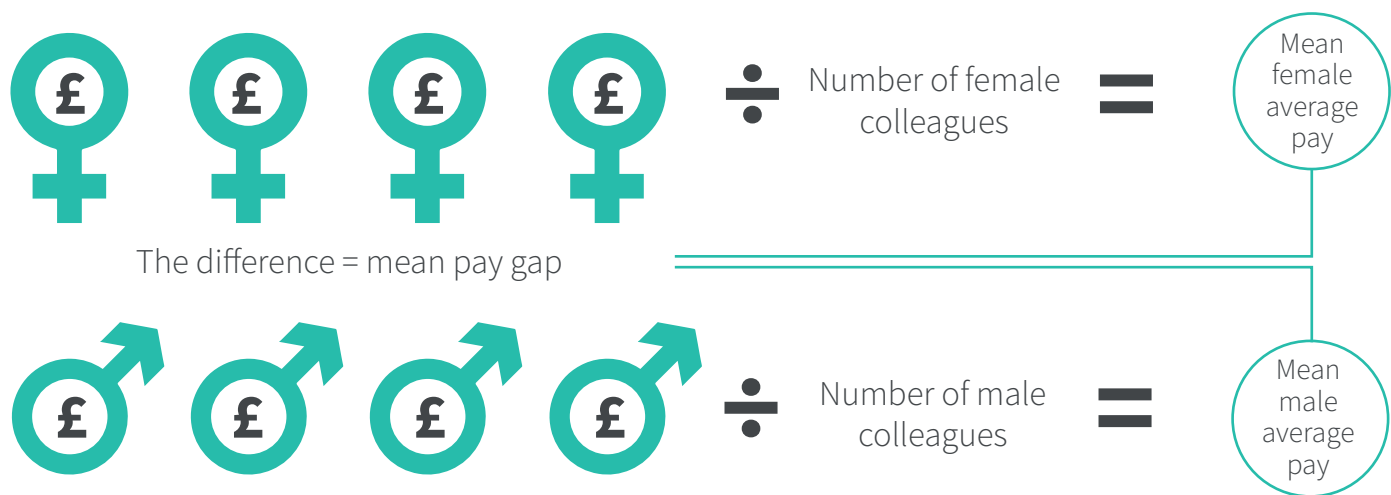 £ £ £ £ ÷ Number of female
colleagues = Mean
female
average
pay
The difference = mean pay gap
£ £ £ £ ÷ Number of male
colleagues = Mean
male
average
pay